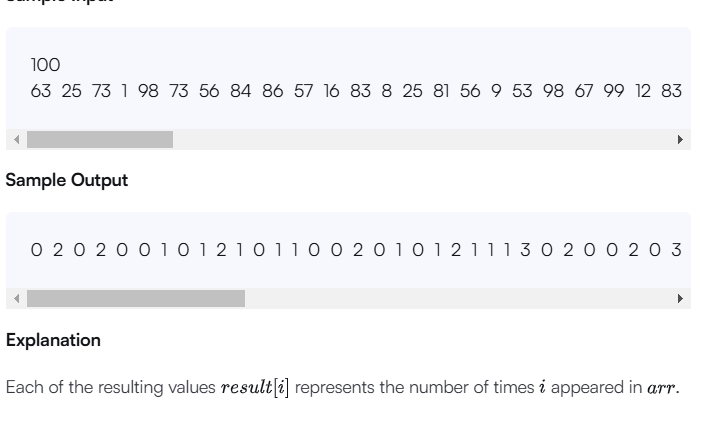 Sample Input
100
63 25 73 1 98 73 56 84 86 57 16 83 8 25 81 56 9 53 98 67 99 12 83
Sample Output
0 2 0 2 0 0 1 0 1 2 1 0 1 1 0 0 2 0 1 0 1 2 1 1 1 3 0 2 0 0 2 0 3
Explanation
Each of the resulting values result[i] represents the number of times i appeared in arr.